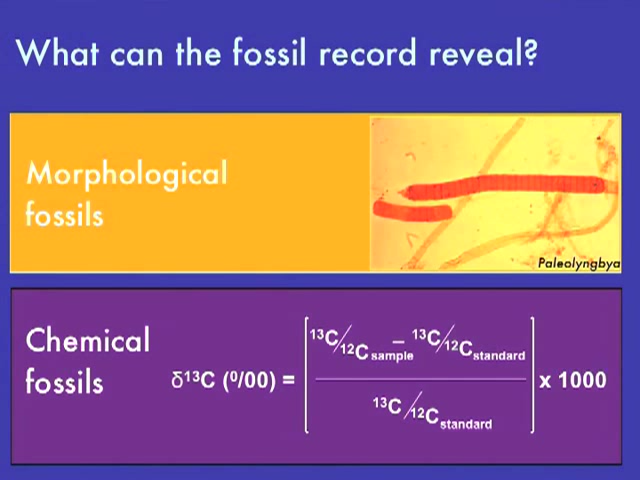 What can the fossil record reveal?
Morphological
fossils
Paleolyngbya
Chemical
fossils
δ¹³C (⁰/00) = [ ¹³C/¹²C sample – ¹³C/¹²C standard ] x 1000
¹³C/¹²C standard